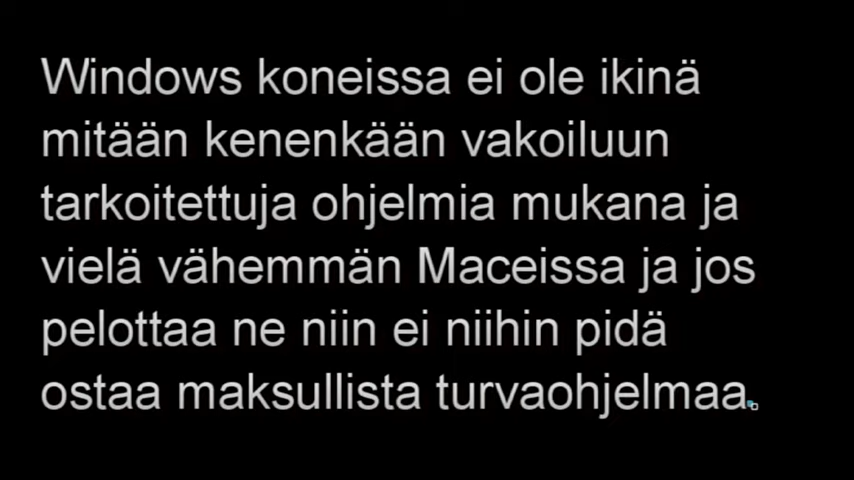 Windows koneissa ei ole ikinä
mitään kenenkään vakoiluun
tarkoitettuja ohjelmia mukana ja
vielä vähemmän Maceissa ja jos
pelottaa ne niin ei niihin pidä
ostaa maksullista turvaohjelmaa.